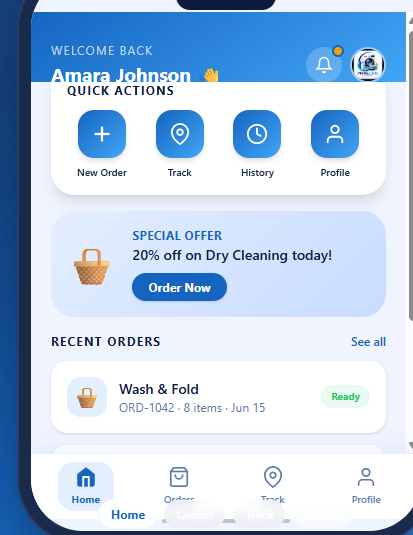 WELCOME BACK
Amara Johnson 👋
QUICK ACTIONS
New Order Track History Profile
SPECIAL OFFER
20% off on Dry Cleaning today!
Order Now
RECENT ORDERS See all
Wash & Fold
ORD-1042 · 8 items · Jun 15
Ready
Home Orders Track Profile
Home Orders Track